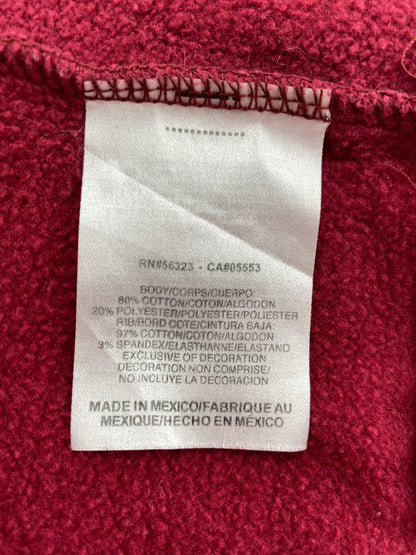 RN#56323 - CA#05553
BODY/CORPS/CUERPO:
80% COTTON/COTON/ALGODON
20% POLYESTER/POLYESTER/POLIESTER
RIB/BORD COTE/CINTURA BAJA:
97% COTTON/COTON/ALGODON
3% SPANDEX/ELASTHANNE/ELASTAND
EXCLUSIVE OF DECORATION
DECORATION NON COMPRISE/
NO INCLUYE LA DECORACION
MADE IN MEXICO/FABRIQUE AU
MEXIQUE/HECHO EN MÉXICO